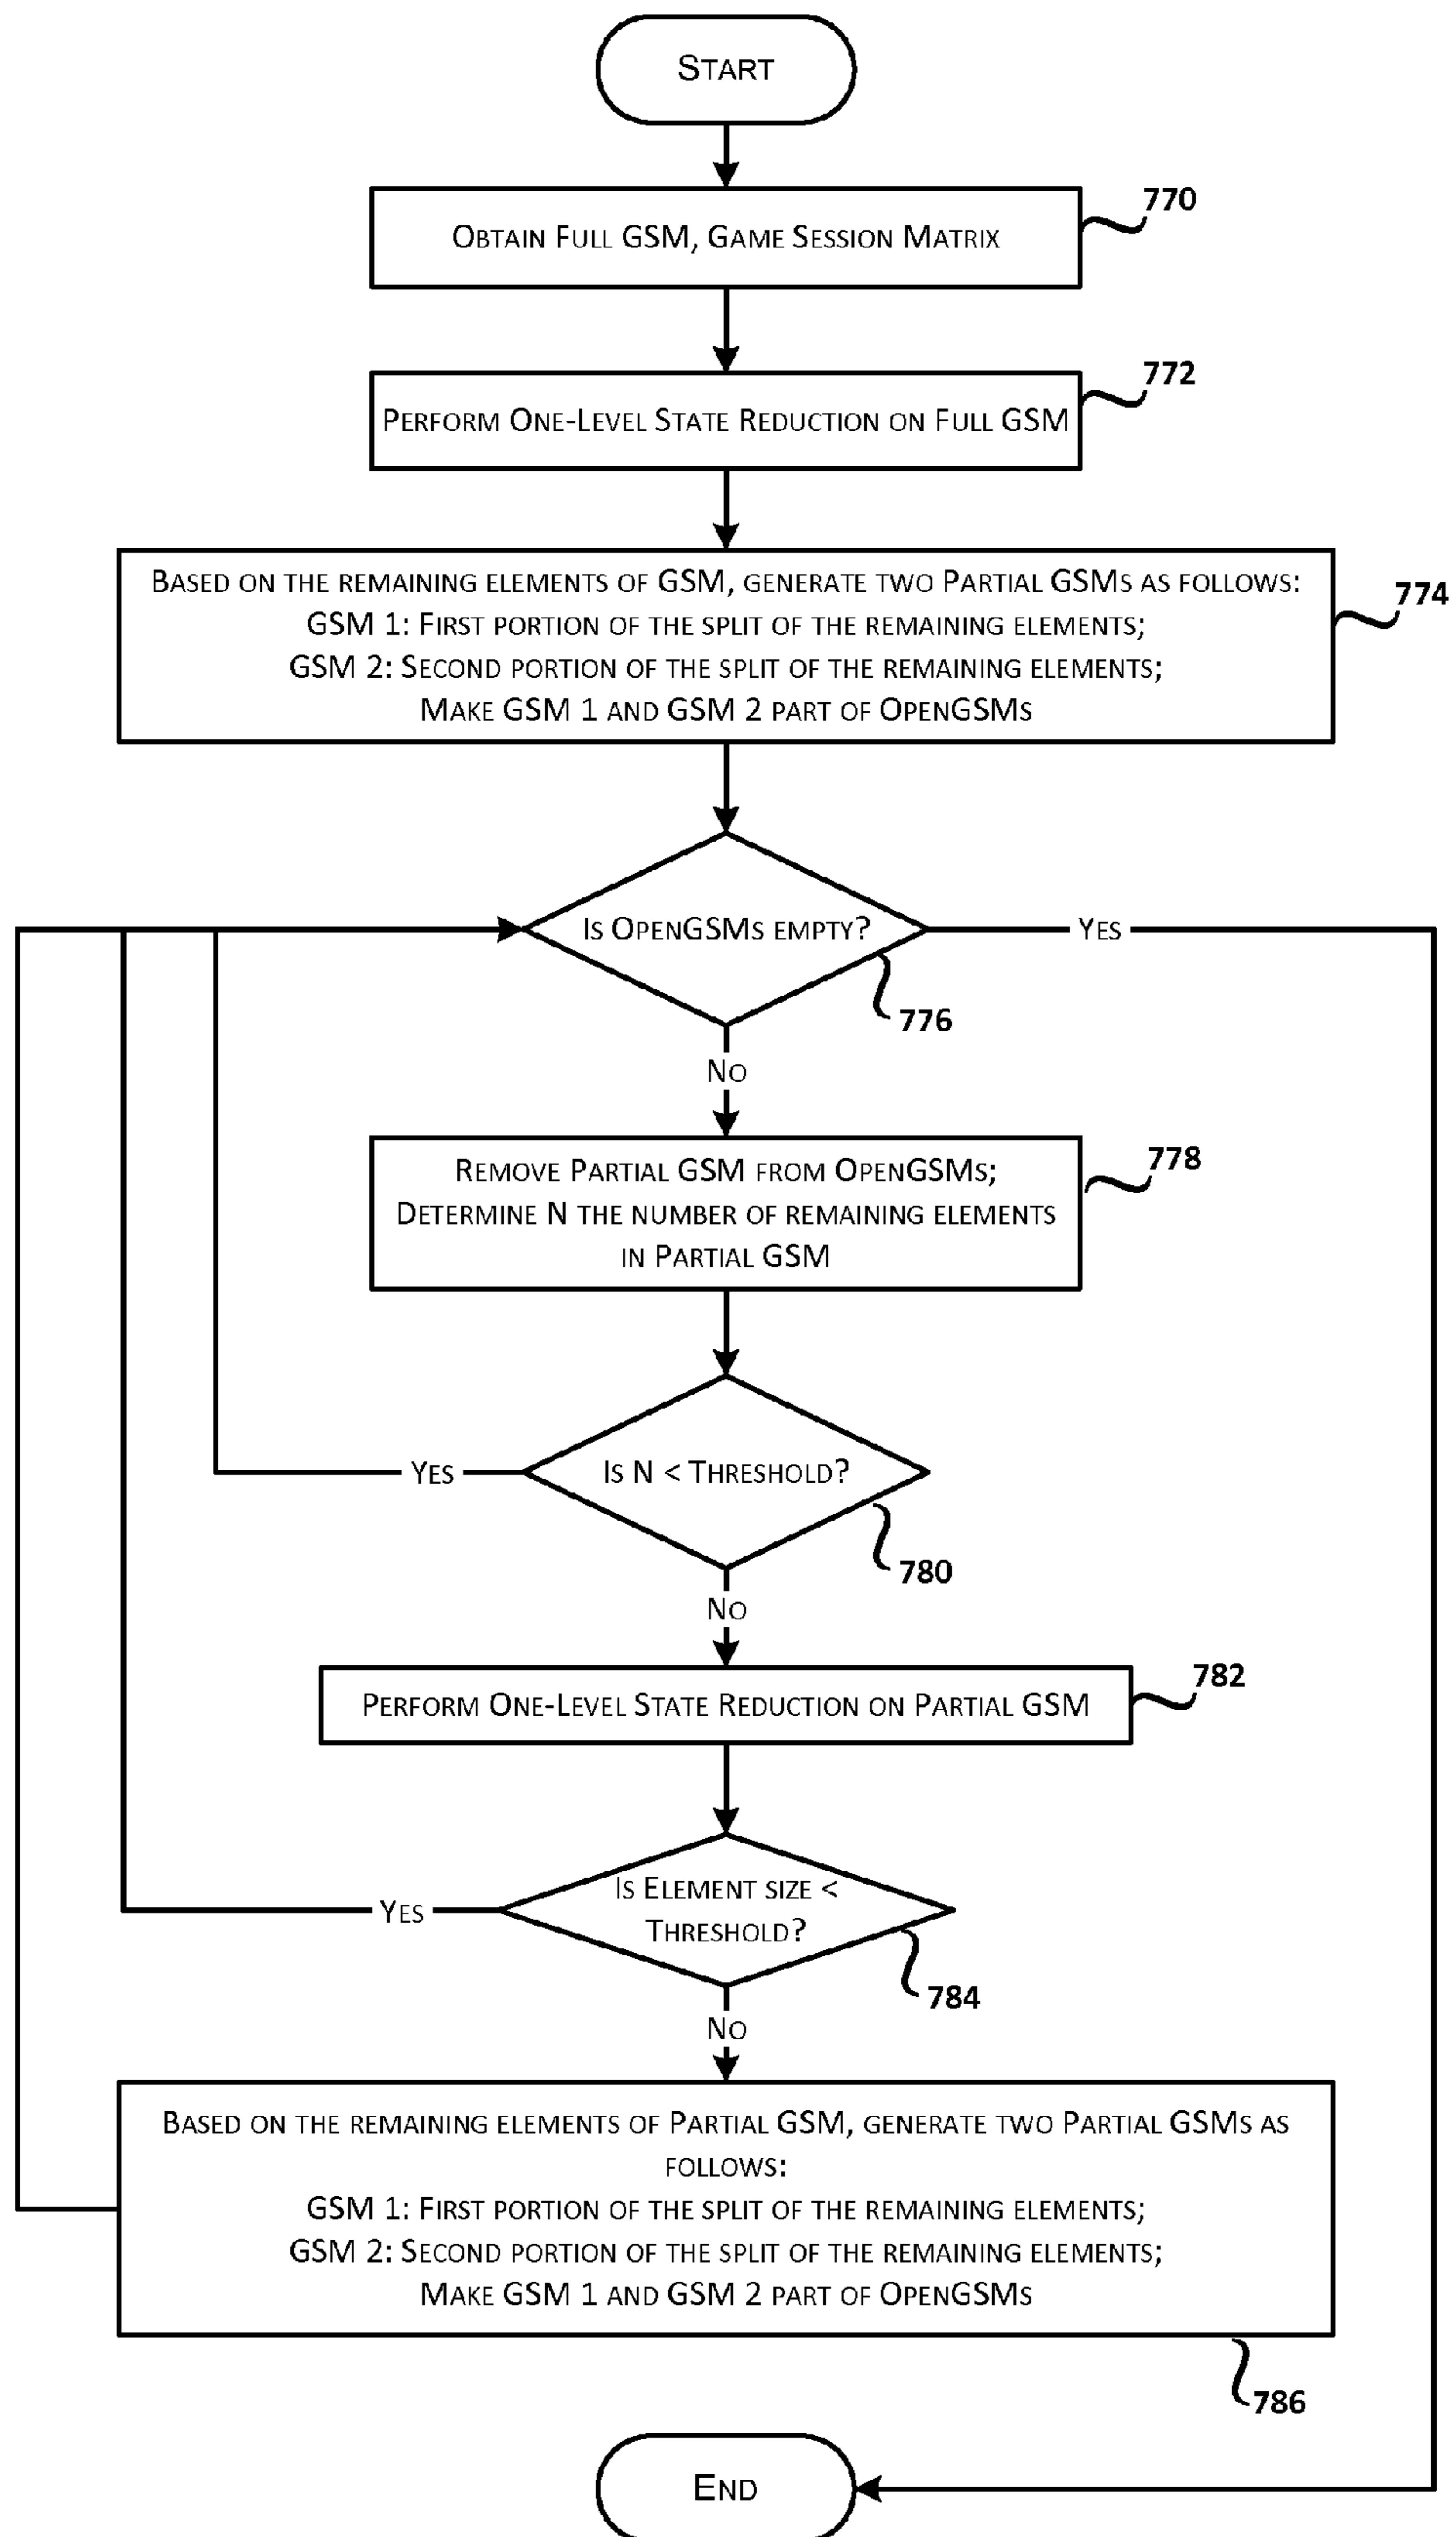 START
770
OBTAIN FULL GSM, GAME SESSION MATRIX
772
PERFORM ONE-LEVEL STATE REDUCTION ON FULL GSM
BASED ON THE REMAINING ELEMENTS OF GSM, GENERATE TWO PARTIAL GSMS AS FOLLOWS:
GSM 1: FIRST PORTION OF THE SPLIT OF THE REMAINING ELEMENTS;
GSM 2: SECOND PORTION OF THE SPLIT OF THE REMAINING ELEMENTS;
MAKE GSM 1 AND GSM 2 PART OF OPENGSMS
774
IS OPENGSMS EMPTY?
YES
776
NO
REMOVE PARTIAL GSM FROM OPENGSMS;
DETERMINE N THE NUMBER OF REMAINING ELEMENTS
IN PARTIAL GSM
778
IS N < THRESHOLD?
YES
780
NO
782
PERFORM ONE-LEVEL STATE REDUCTION ON PARTIAL GSM
IS ELEMENT SIZE <
THRESHOLD?
YES
784
NO
BASED ON THE REMAINING ELEMENTS OF PARTIAL GSM, GENERATE TWO PARTIAL GSMS AS
FOLLOWS:
GSM 1: FIRST PORTION OF THE SPLIT OF THE REMAINING ELEMENTS;
GSM 2: SECOND PORTION OF THE SPLIT OF THE REMAINING ELEMENTS;
MAKE GSM 1 AND GSM 2 PART OF OPENGSMS
786
END